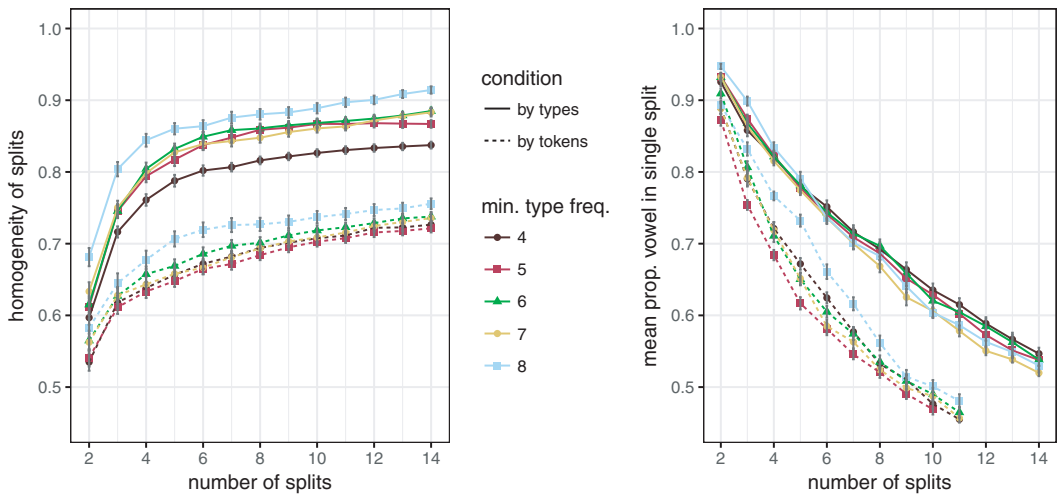 homogeneity of splits
1.0
0.9
0.8
0.7
0.6
0.5
2 4 6 8 10 12 14
number of splits
condition
by types
by tokens
min. type freq.
4
5
6
7
8
mean prop. vowel in single split
1.0
0.9
0.8
0.7
0.6
0.5
2 4 6 8 10 12 14
number of splits